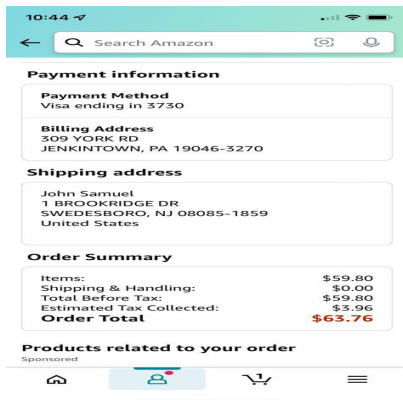 10:44
Search Amazon
Payment information
Payment Method
Visa ending in 3730
Billing Address
309 YORK RD
JENKINTOWN, PA 19046-3270
Shipping address
John Samuel
1 BROOKRIDGE DR
SWEDESBORO, NJ 08085-1859
United States
Order Summary
Items: $59.80
Shipping & Handling: $0.00
Total Before Tax: $59.80
Estimated Tax Collected: $3.96
Order Total $63.76
Products related to your order
Sponsored
1